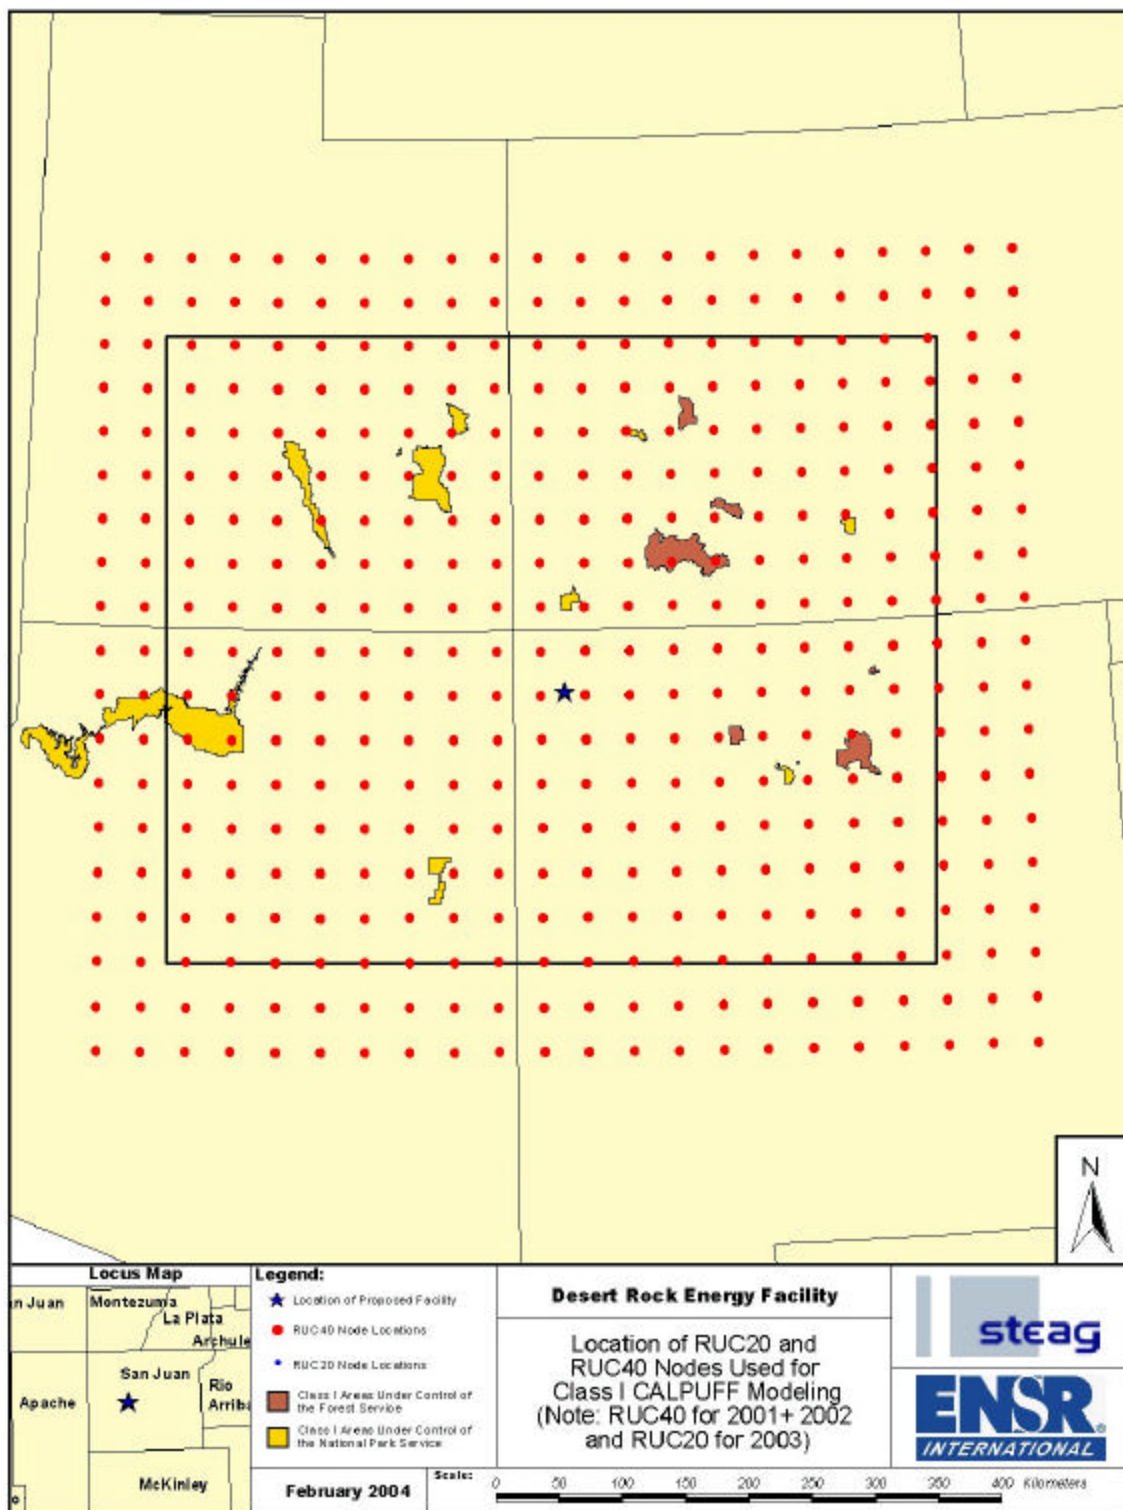 N
Locus Map
n Juan
Montezuma
La Plata
Archule
San Juan
Apache
Rio
Arriba
McKinley
o
Legend:
Location of Proposed Facility
RUC40 Node Locations
RUC20 Node Locations
Class I Areas Under Control of
the Forest Service
Class I Areas Under Control of
the National Park Service
February 2004
Desert Rock Energy Facility
Location of RUC20 and
RUC40 Nodes Used for
Class I CALPUFF Modeling
(Note: RUC40 for 2001+ 2002
and RUC20 for 2003)
Scale:
0 50 100 150 200 250 300 350 400 Kilometers
steag
ENSR®
INTERNATIONAL